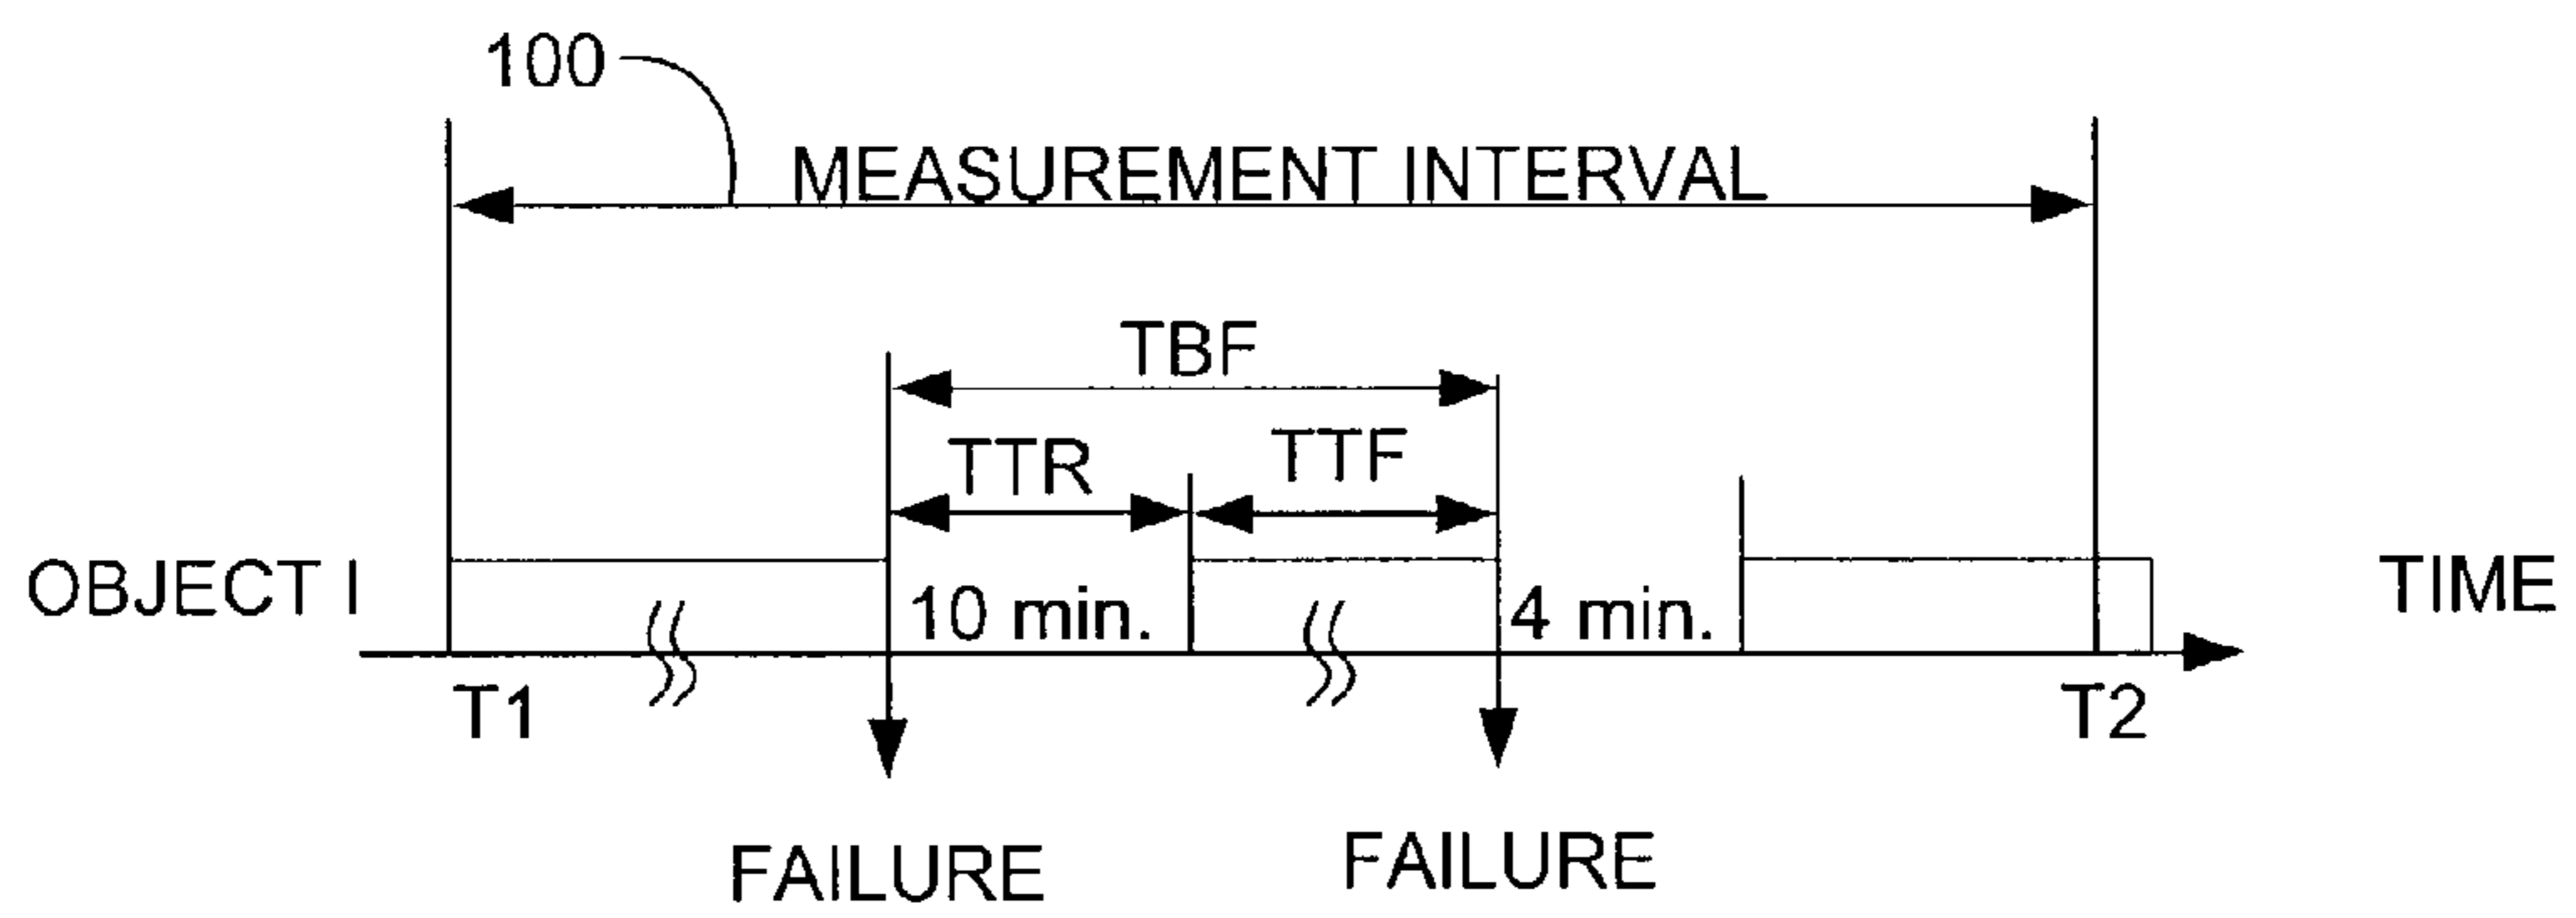 100
MEASUREMENT INTERVAL
TBF
TTR
TTF
OBJECT I
10 min.
4 min.
TIME
T1
T2
FAILURE
FAILURE